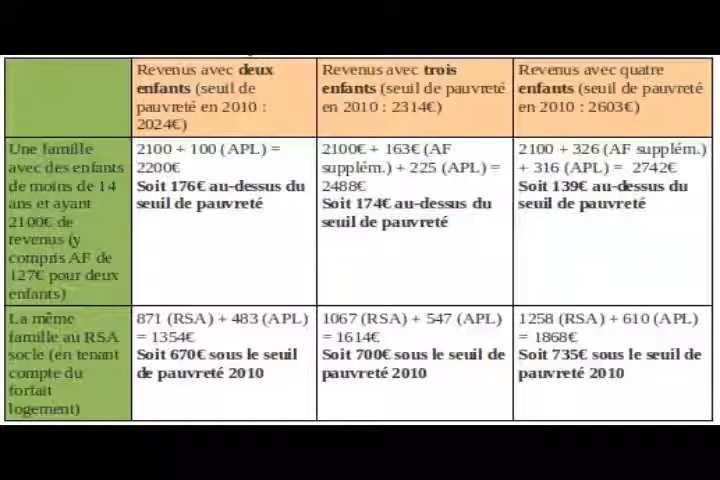 Revenus avec deux
enfants (seuil de
pauvreté en 2010 :
2024€)
Revenus avec trois
enfants (seuil de pauvreté
en 2010 : 2314€)
Revenus avec quatre
enfants (seuil de pauvreté
en 2010 : 2603€)
Une famille
avec des enfants
de moins de 14
ans et ayant
2100€ de
revenus (y
compris AF de
127€ pour deux
enfants)
2100 + 100 (APL) =
2200€
Soit 176€ au-dessus du
seuil de pauvreté
2100€ + 163€ (AF
supplém.) + 225 (APL) =
2488€
Soit 174€ au-dessus du
seuil de pauvreté
2100 + 326 (AF supplém.)
+ 316 (APL) = 2742€
Soit 139€ au-dessus du
seuil de pauvreté
La même
famille au RSA
socle (en tenant
compte du
forfait
logement)
871 (RSA) + 483 (APL)
= 1354€
Soit 670€ sous le seuil
de pauvreté 2010
1067 (RSA) + 547 (APL)
= 1614€
Soit 700€ sous le seuil de
pauvreté 2010
1258 (RSA) + 610 (APL)
= 1868€
Soit 735€ sous le seuil de
pauvreté 2010